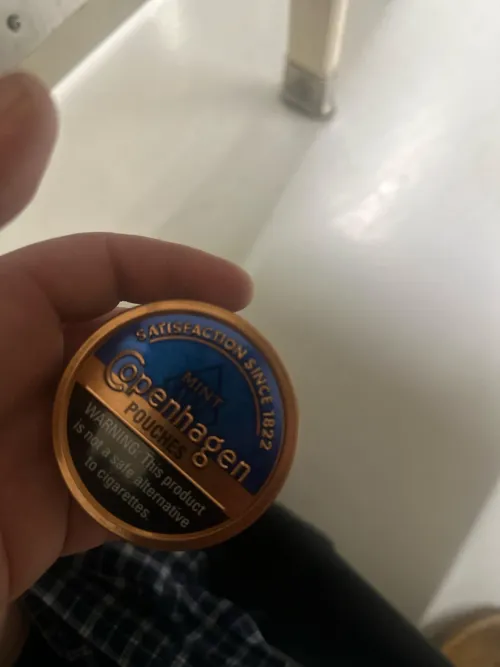 SATISFACTION SINCE 1822
MINT
Copenhagen
POUCHES
WARNING: This product
is not a safe alternative
to cigarettes.